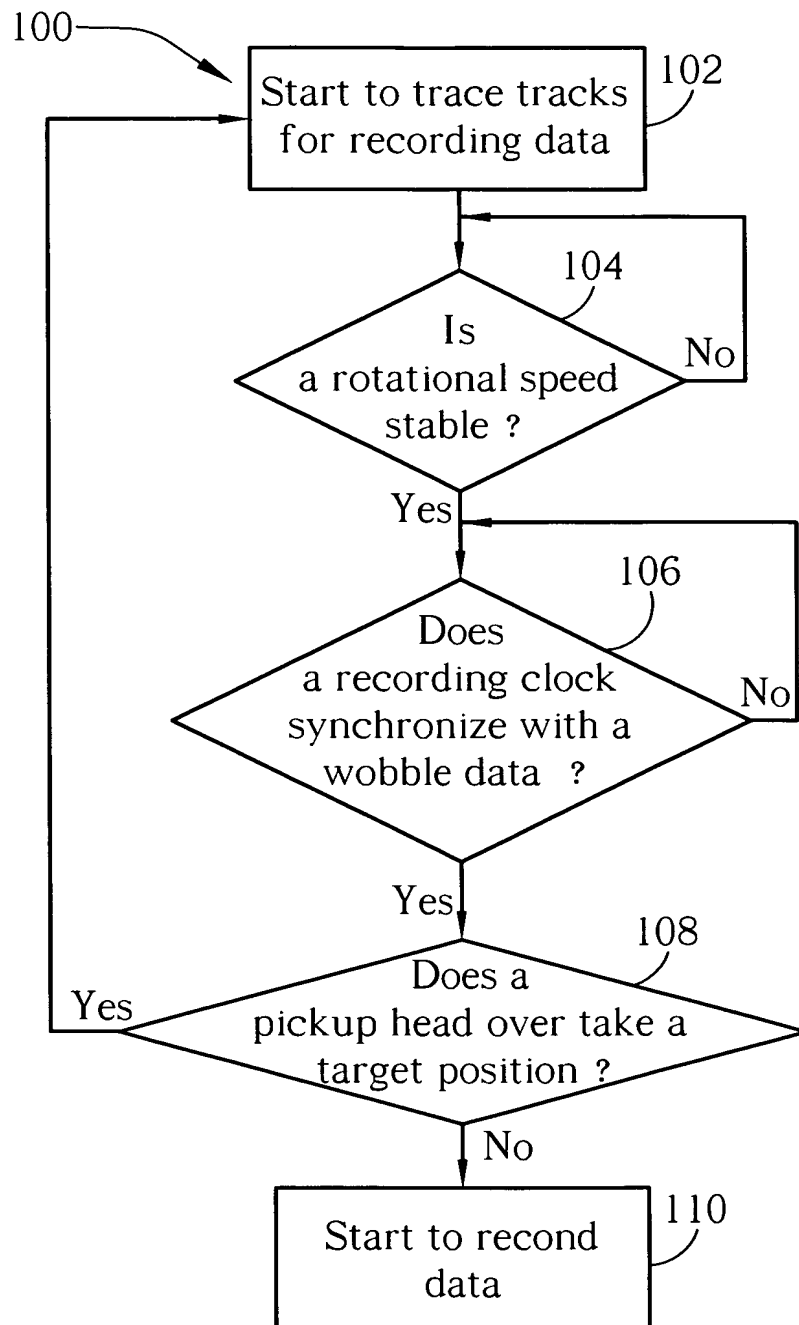 100
Start to trace tracks
for recording data
102
104
Is
a rotational speed
stable ?
No
Yes
106
Does
a recording clock
synchronize with a
wobble data ?
No
Yes
108
Does a
pickup head over take a
target position ?
Yes
No
110
Start to recond
data